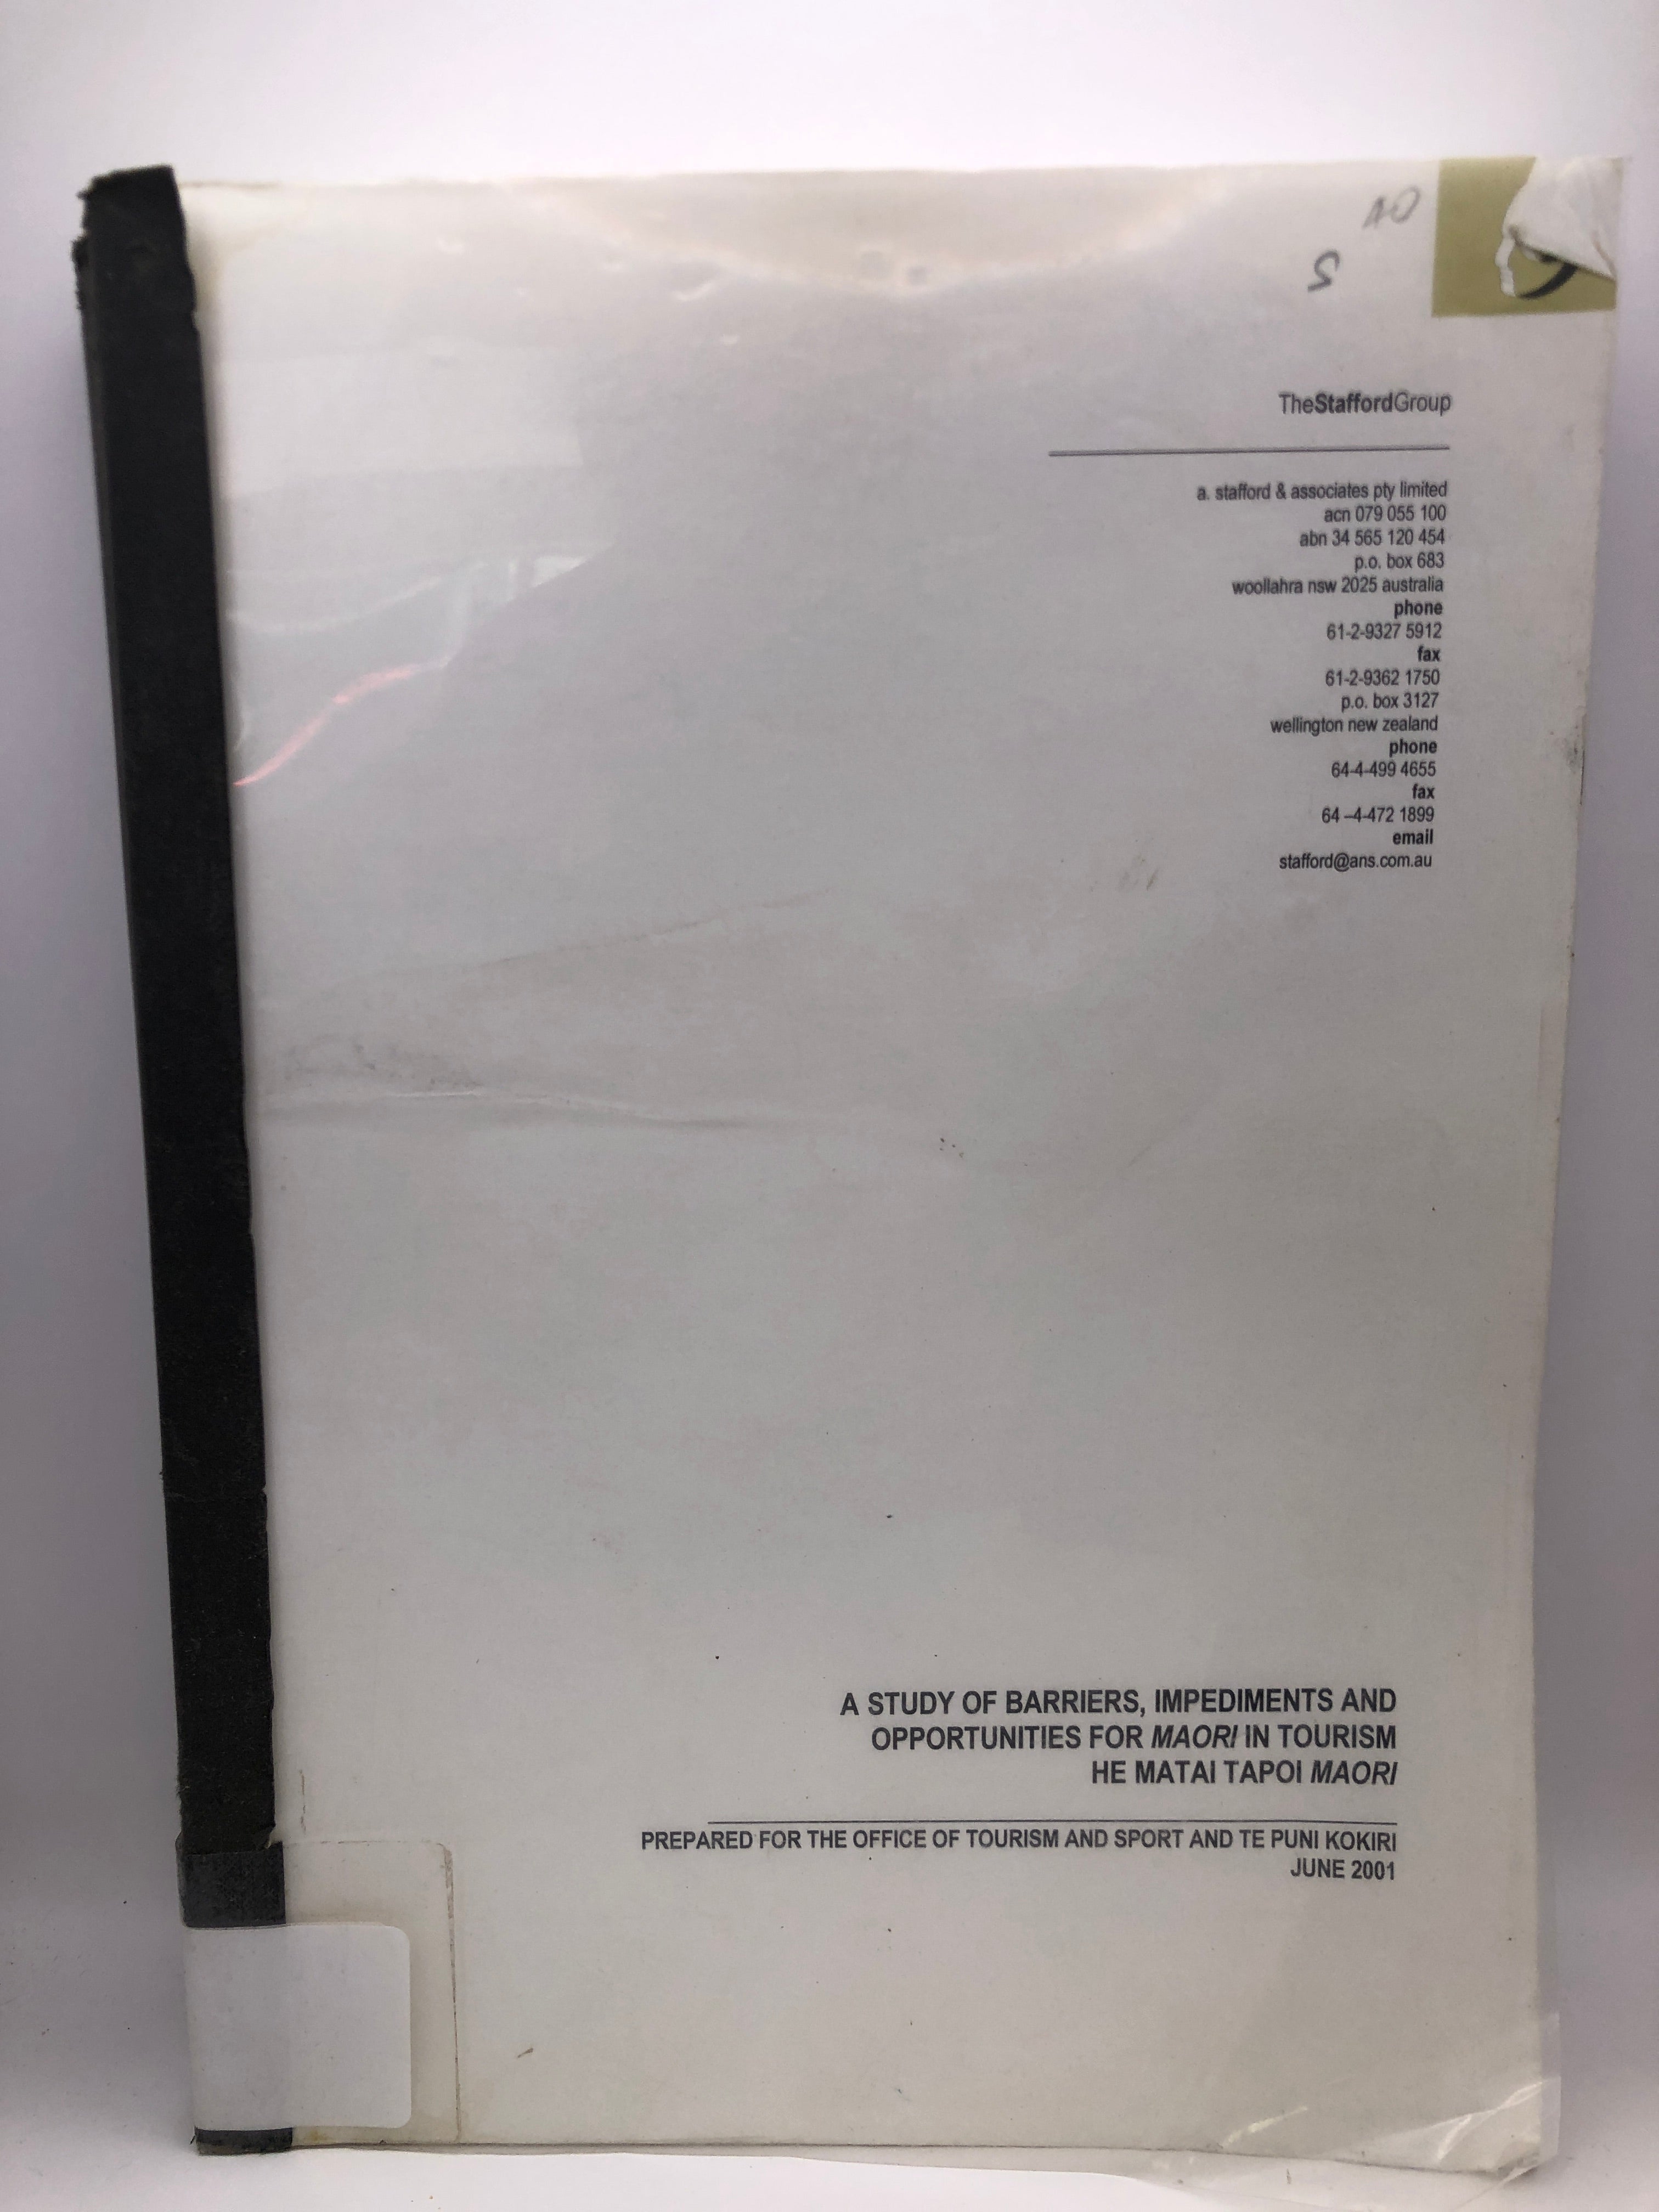 TheStaffordGroup
a. stafford & associates pty limited
acn 079 055 100
abn 34 565 120 454
p.o. box 683
woollahra nsw 2025 australia
phone
61-2-9327 5912
fax
61-2-9362 1750
p.o. box 3127
wellington new zealand
phone
64-4-499 4655
fax
64 –4-472 1899
email
stafford@ans.com.au
A STUDY OF BARRIERS, IMPEDIMENTS AND
OPPORTUNITIES FOR MAORI IN TOURISM
HE MATAI TAPOI MAORI
PREPARED FOR THE OFFICE OF TOURISM AND SPORT AND TE PUNI KOKIRI
JUNE 2001